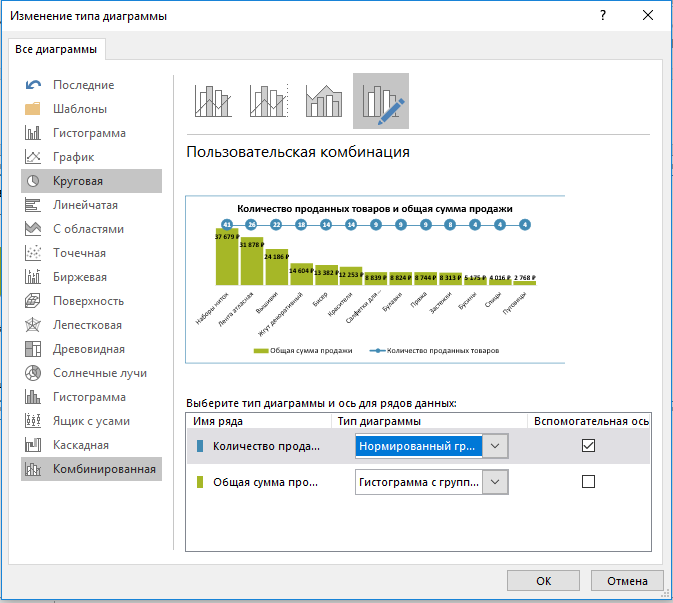 Изменение типа диаграммы
?
Все диаграммы
Последние
Шаблоны
Гистограмма
График
Круговая
Линейчатая
С областями
Точечная
Биржевая
Поверхность
Лепестковая
Древовидная
Солнечные лучи
Гистограмма
Ящик с усами
Каскадная
Комбинированная
Пользовательская комбинация
Количество проданных товаров и общая сумма продажи
41 26 22 18 14 14 9 9 9 8 4 4 4
37 679 ₽ 31 878 ₽ 24 186 ₽ 14 604 ₽ 13 382 ₽ 12 253 ₽ 8 839 ₽ 8 824 ₽ 8 744 ₽ 8 313 ₽ 5 175 ₽ 4 016 ₽ 2 768 ₽
Наборы ниток
Лента атласная
Вышивки
Жгут декоративный
Бисер
Красители
Салфетки для...
Булавки
Пряжа
Застежки
Бусины
Спицы
Пуговицы
Общая сумма продажи Количество проданных товаров
Выберите тип диаграммы и ось для рядов данных:
Имя ряда Тип диаграммы Вспомогательная ось
Количество прода... Нормированный гр...
Общая сумма про... Гистограмма с групп...
ОК Отмена